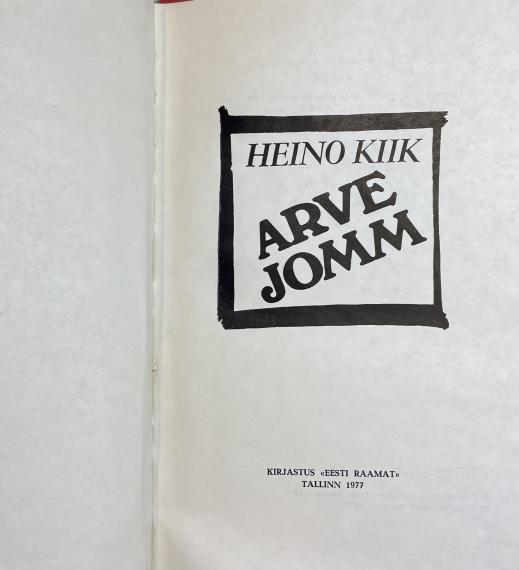 HEINO KIIK
ARVE
JOMM
KIRJASTUS «EESTI RAAMAT»
TALLINN 1977